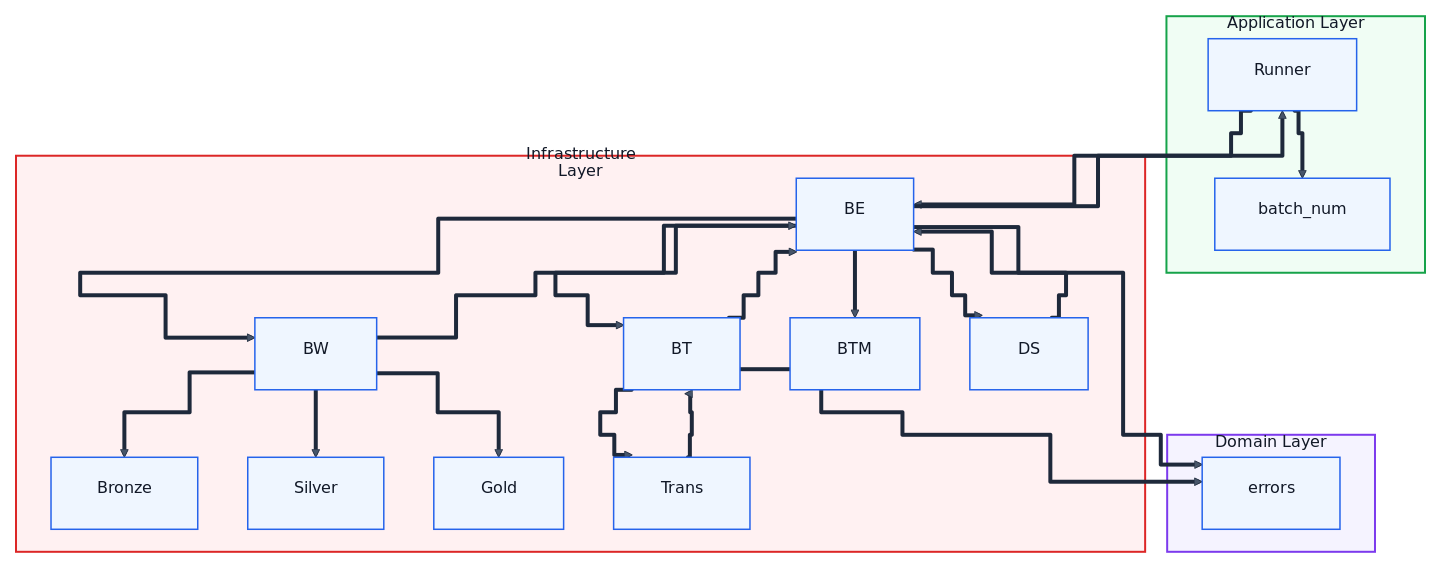 Application Layer
Runner
Infrastructure
Layer
BE
batch_num
BW
BT
BTM
DS
Domain Layer
Bronze
Silver
Gold
Trans
errors